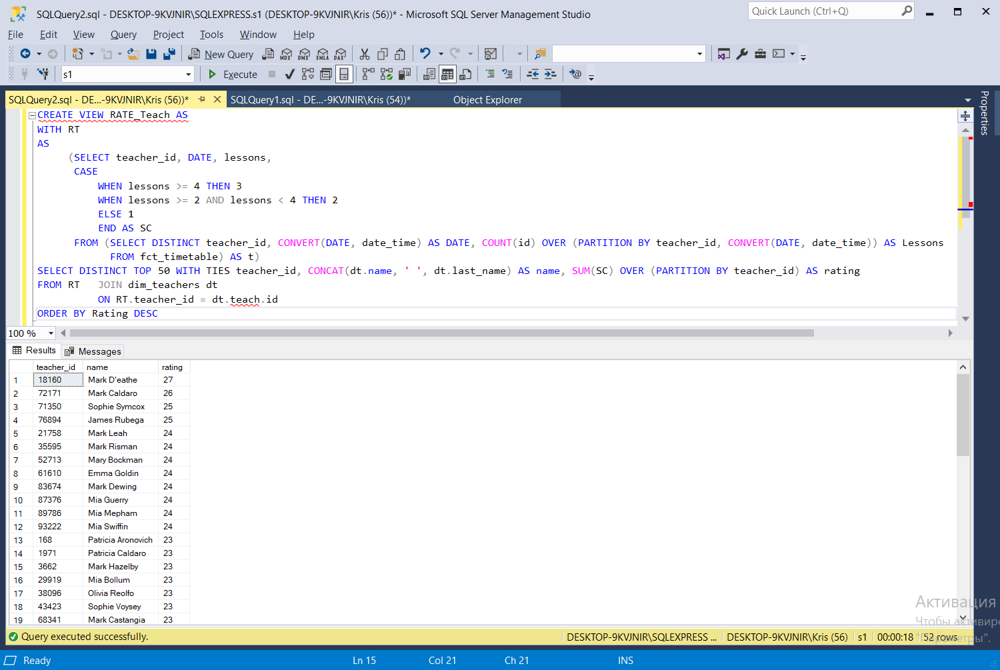 SQLQuery2.sql - DESKTOP-9KVJNIR\SQLEXPRESS.s1 (DESKTOP-9KVJNIR\Kris (56))* - Microsoft SQL Server Management Studio
Quick Launch (Ctrl+Q)
File Edit View Query Project Tools Window Help
New Query MDX DMX XMLA DAX
s1 Execute
SQLQuery2.sql - DE...-9KVJNIR\Kris (56))* SQLQuery1.sql - DE...-9KVJNIR\Kris (54))* Object Explorer
Properties
CREATE VIEW RATE_Teach AS
WITH RT
AS
(SELECT teacher_id, DATE, lessons,
CASE
WHEN lessons >= 4 THEN 3
WHEN lessons >= 2 AND lessons < 4 THEN 2
ELSE 1
END AS SC
FROM (SELECT DISTINCT teacher_id, CONVERT(DATE, date_time) AS DATE, COUNT(id) OVER (PARTITION BY teacher_id, CONVERT(DATE, date_time)) AS Lessons
FROM fct_timetable) AS t)
SELECT DISTINCT TOP 50 WITH TIES teacher_id, CONCAT(dt.name, ' ', dt.last_name) AS name, SUM(SC) OVER (PARTITION BY teacher_id) AS rating
FROM RT JOIN dim_teachers dt
ON RT.teacher_id = dt.teach.id
ORDER BY Rating DESC
100 %
Results Messages
teacher_id name rating
1 18160 Mark D'eathe 27
2 72171 Mark Caldaro 26
3 71350 Sophie Symcox 25
4 76894 James Rubega 25
5 21758 Mark Leah 24
6 35595 Mark Risman 24
7 52713 Mary Bockman 24
8 61610 Emma Goldin 24
9 83674 Mark Dewing 24
10 87376 Mia Guerry 24
11 89786 Mia Mepham 24
12 93222 Mia Swiffin 24
13 168 Patricia Aronovich 23
14 1971 Patricia Caldaro 23
15 3662 Mark Hazelby 23
16 29919 Mia Bollum 23
17 38096 Olivia Reolfo 23
18 43423 Sophie Voysey 23
19 68341 Mark Castangia 23
Активация
Чтобы активиро
"Параметры".
Query executed successfully. DESKTOP-9KVJNIR\SQLEXPRESS ... DESKTOP-9KVJNIR\Kris (56) s1 00:00:18 52 rows
Ready Ln 15 Col 21 Ch 21 INS